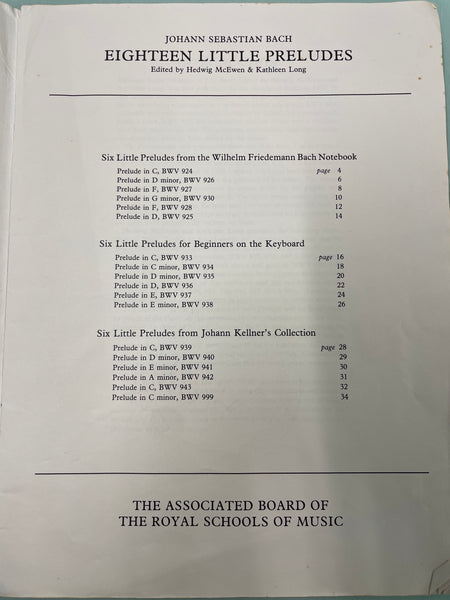 JOHANN SEBASTIAN BACH
EIGHTEEN LITTLE PRELUDES
Edited by Hedwig McEwen & Kathleen Long
Six Little Preludes from the Wilhelm Friedemann Bach Notebook
Prelude in C, BWV 924 page 4
Prelude in D minor, BWV 926 6
Prelude in F, BWV 927 8
Prelude in G minor, BWV 930 10
Prelude in F, BWV 928 12
Prelude in D, BWV 925 14
Six Little Preludes for Beginners on the Keyboard
Prelude in C, BWV 933 page 16
Prelude in C minor, BWV 934 18
Prelude in D minor, BWV 935 20
Prelude in D, BWV 936 22
Prelude in E, BWV 937 24
Prelude in E minor, BWV 938 26
Six Little Preludes from Johann Kellner's Collection
Prelude in C, BWV 939 page 28
Prelude in D minor, BWV 940 29
Prelude in E minor, BWV 941 30
Prelude in A minor, BWV 942 31
Prelude in C, BWV 943 32
Prelude in C minor, BWV 999 34
THE ASSOCIATED BOARD OF
THE ROYAL SCHOOLS OF MUSIC